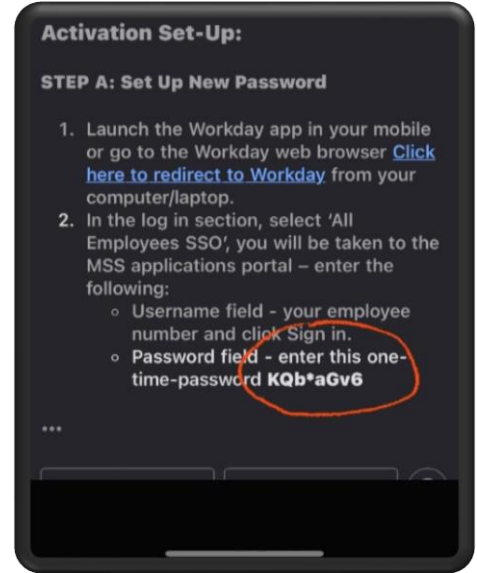 Activation Set-Up:
STEP A: Set Up New Password
1. Launch the Workday app in your mobile
or go to the Workday web browser Click
here to redirect to Workday from your
computer/laptop.
2. In the log in section, select ‘All
Employees SSO’, you will be taken to the
MSS applications portal – enter the
following:
○ Username field - your employee
number and click Sign in.
○ Password field - enter this one-
time-password KQb*aGv6
...